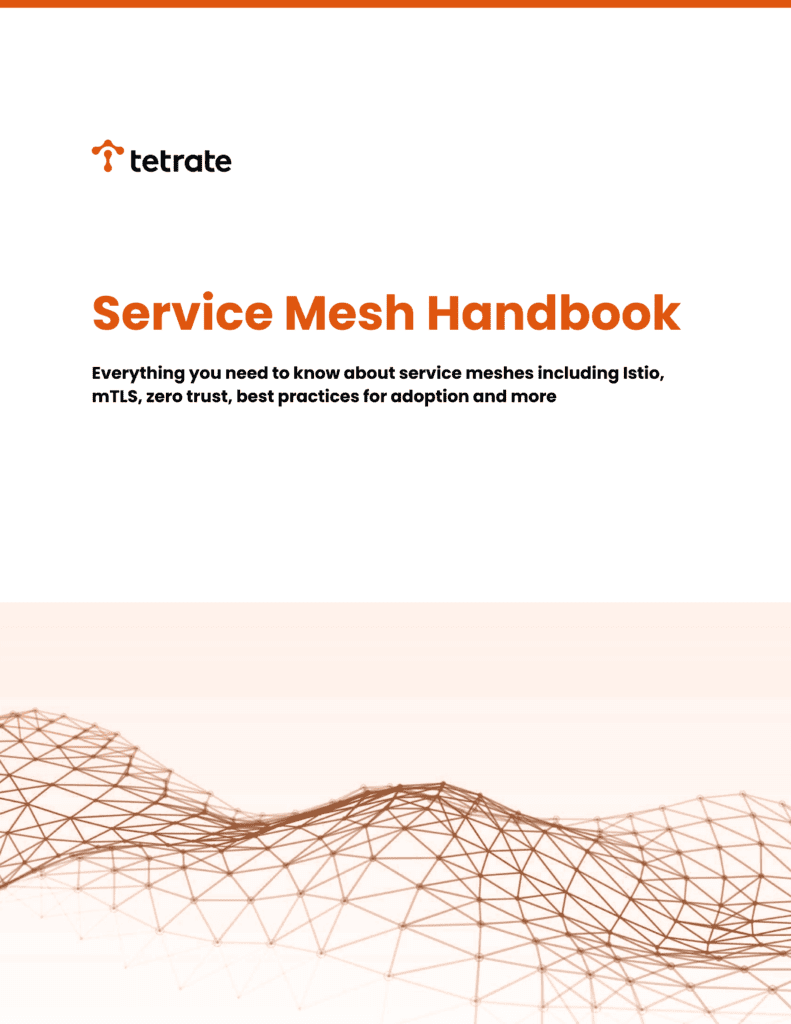 tetrate
Service Mesh Handbook
Everything you need to know about service meshes including Istio,
mTLS, zero trust, best practices for adoption and more